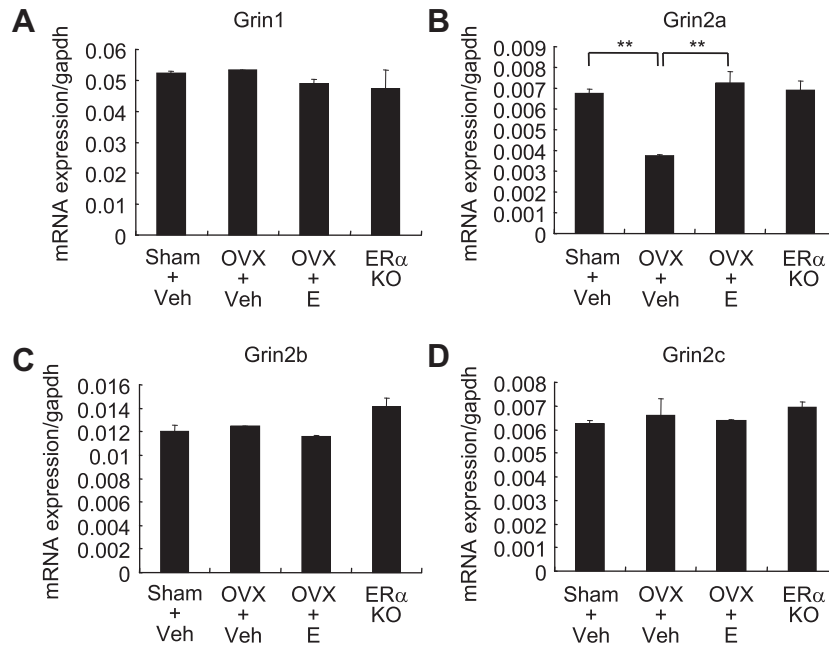 A
Grin1
mRNA expression/gapdh
0.06
0.05
0.04
0.03
0.02
0.01
0
Sham + Veh
OVX + Veh
OVX + E
ERα KO
B
Grin2a
mRNA expression/gapdh
** **
0.009
0.008
0.007
0.006
0.005
0.004
0.003
0.002
0.001
0
Sham + Veh
OVX + Veh
OVX + E
ERα KO
C
Grin2b
mRNA expression/gapdh
0.016
0.014
0.012
0.01
0.008
0.006
0.004
0.002
0
Sham + Veh
OVX + Veh
OVX + E
ERα KO
D
Grin2c
mRNA expression/gapdh
0.008
0.007
0.006
0.005
0.004
0.003
0.002
0.001
0
Sham + Veh
OVX + Veh
OVX + E
ERα KO